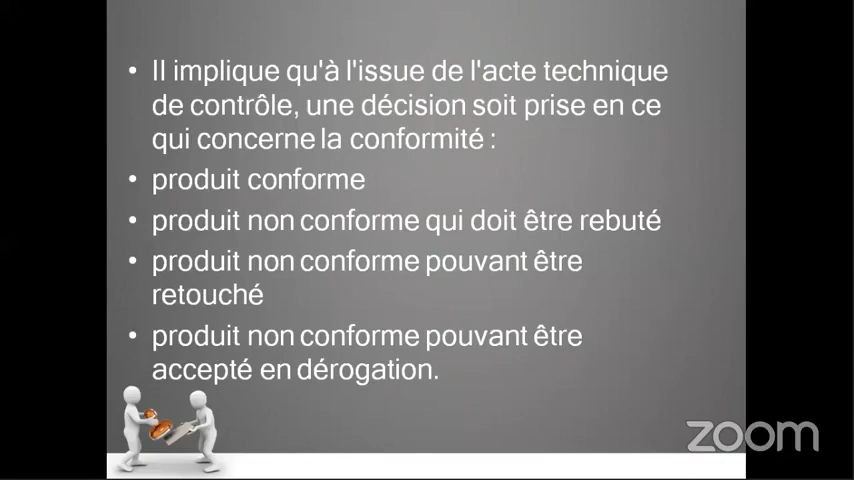 • Il implique qu'à l'issue de l'acte technique
de contrôle, une décision soit prise en ce
qui concerne la conformité :
• produit conforme
• produit non conforme qui doit être rebuté
• produit non conforme pouvant être
retouché
• produit non conforme pouvant être
accepté en dérogation.
zoom